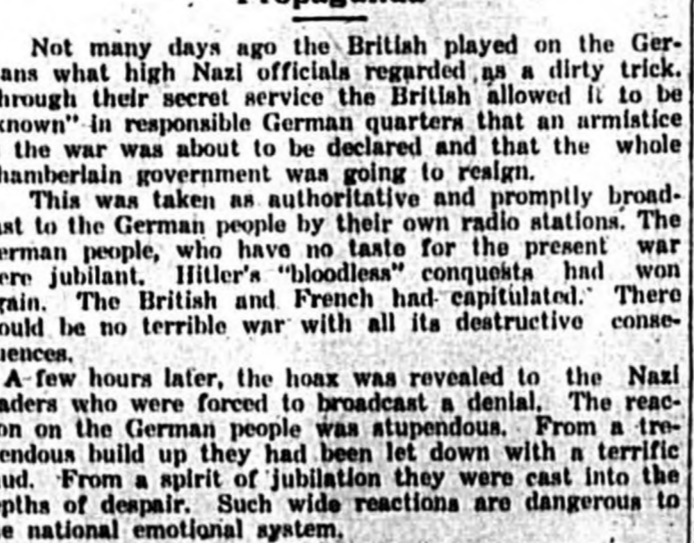 Propaganda
Not many days ago the British played on the Ger-
ans what high Nazi officials regarded as a dirty trick.
hrough their secret service the British allowed it to be
known" in responsible German quarters that an armistice
the war was about to be declared and that the whole
hamberlain government was going to resign.
This was taken as authoritative and promptly broad-
ast to the German people by their own radio stations. The
erman people, who have no taste for the present war
ere jubilant. Hitler's "bloodless" conquests had won
gain. The British and French had capitulated. There
ould be no terrible war with all its destructive conse-
uences.
A few hours later, the hoax was revealed to the Nazi
aders who were forced to broadcast a denial. The reac-
on on the German people was stupendous. From a tre-
endous build up they had been let down with a terrific
ud. From a spirit of jubilation they were cast into the
pths of despair. Such wide reactions are dangerous to
e national emotional system.